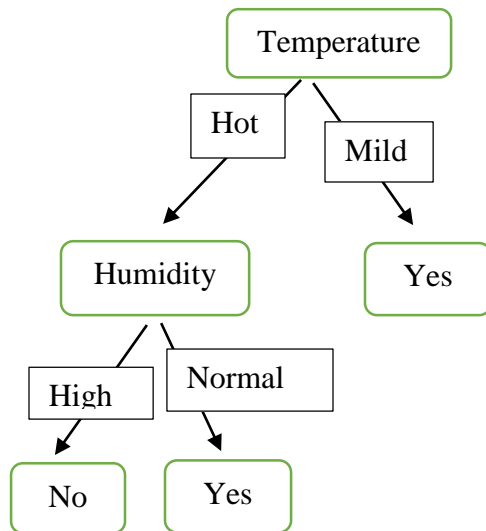 Temperature
Hot
Mild
Humidity
Yes
High
Normal
No
Yes